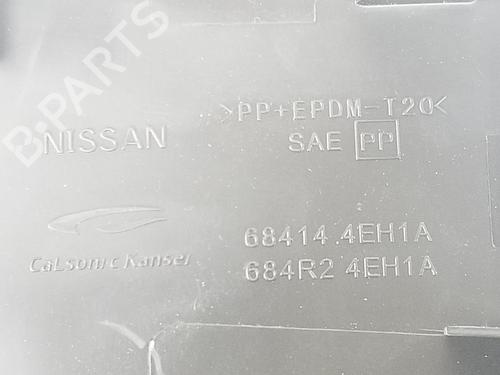 B-PARTS
NISSAN
>PP+EPDM-T20<
SAE PP
CaLsonic Kansei
68414 4EH1A
684R2 4EH1A